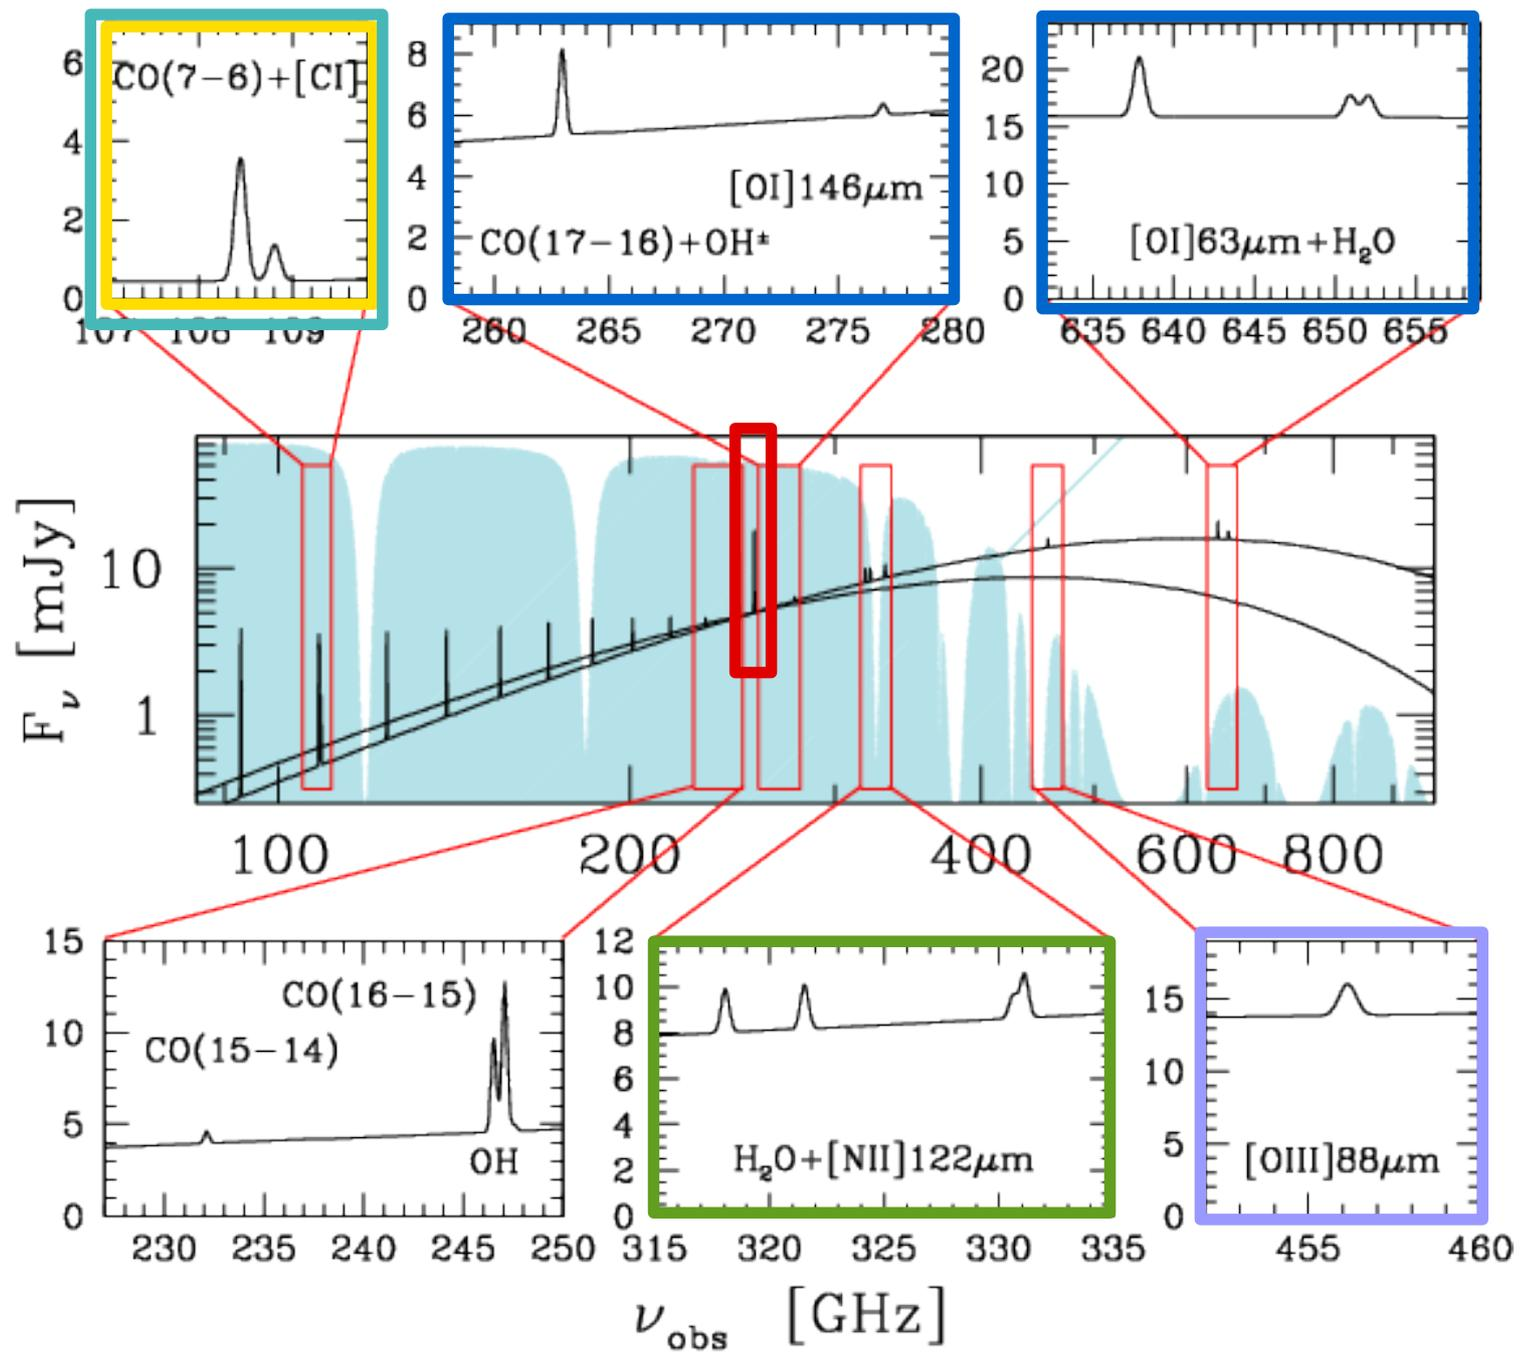 6
4
2
0
CO(7−6)+[CI]
107 108 109
8
6
4
2
0
[OI]146μm
CO(17−16)+OH±
260 265 270 275 280
20
15
10
5
0
[OI]63μm+H₂O
635 640 645 650 655
F_ν [mJy]
10
1
100 200 400 600 800
15
10
5
0
CO(16−15)
CO(15−14)
OH
230 235 240 245 250
12
10
8
6
4
2
0
H₂O+[NII]122μm
315 320 325 330 335
15
10
5
0
[OIII]88μm
455 460
ν_obs [GHz]